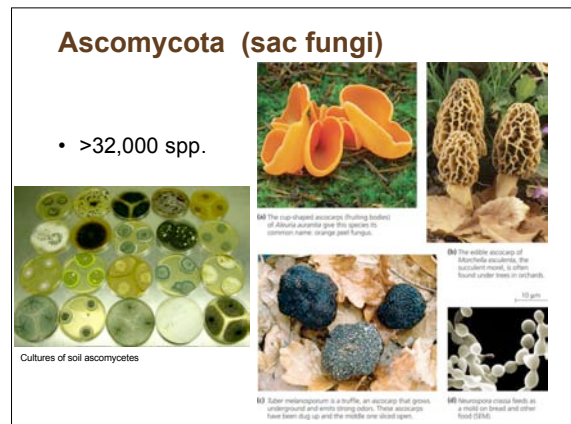 Ascomycota (sac fungi)
• >32,000 spp.
Cultures of soil ascomycetes
(a) The cup-shaped ascocarps (fruiting bodies)
of Aleuria aurantia give this species its
common name: orange peel fungus.
(b) The edible ascocarp of
Morchella esculenta, the
succulent morel, is often
found under trees in orchards.
(c) Tuber melanosporum is a truffle, an ascocarp that grows
underground and emits strong odors. These ascocarps
have been dug up and the middle one sliced open.
10 μm
(d) Neurospora crassa feeds as
a mold on bread and other
food (SEM).